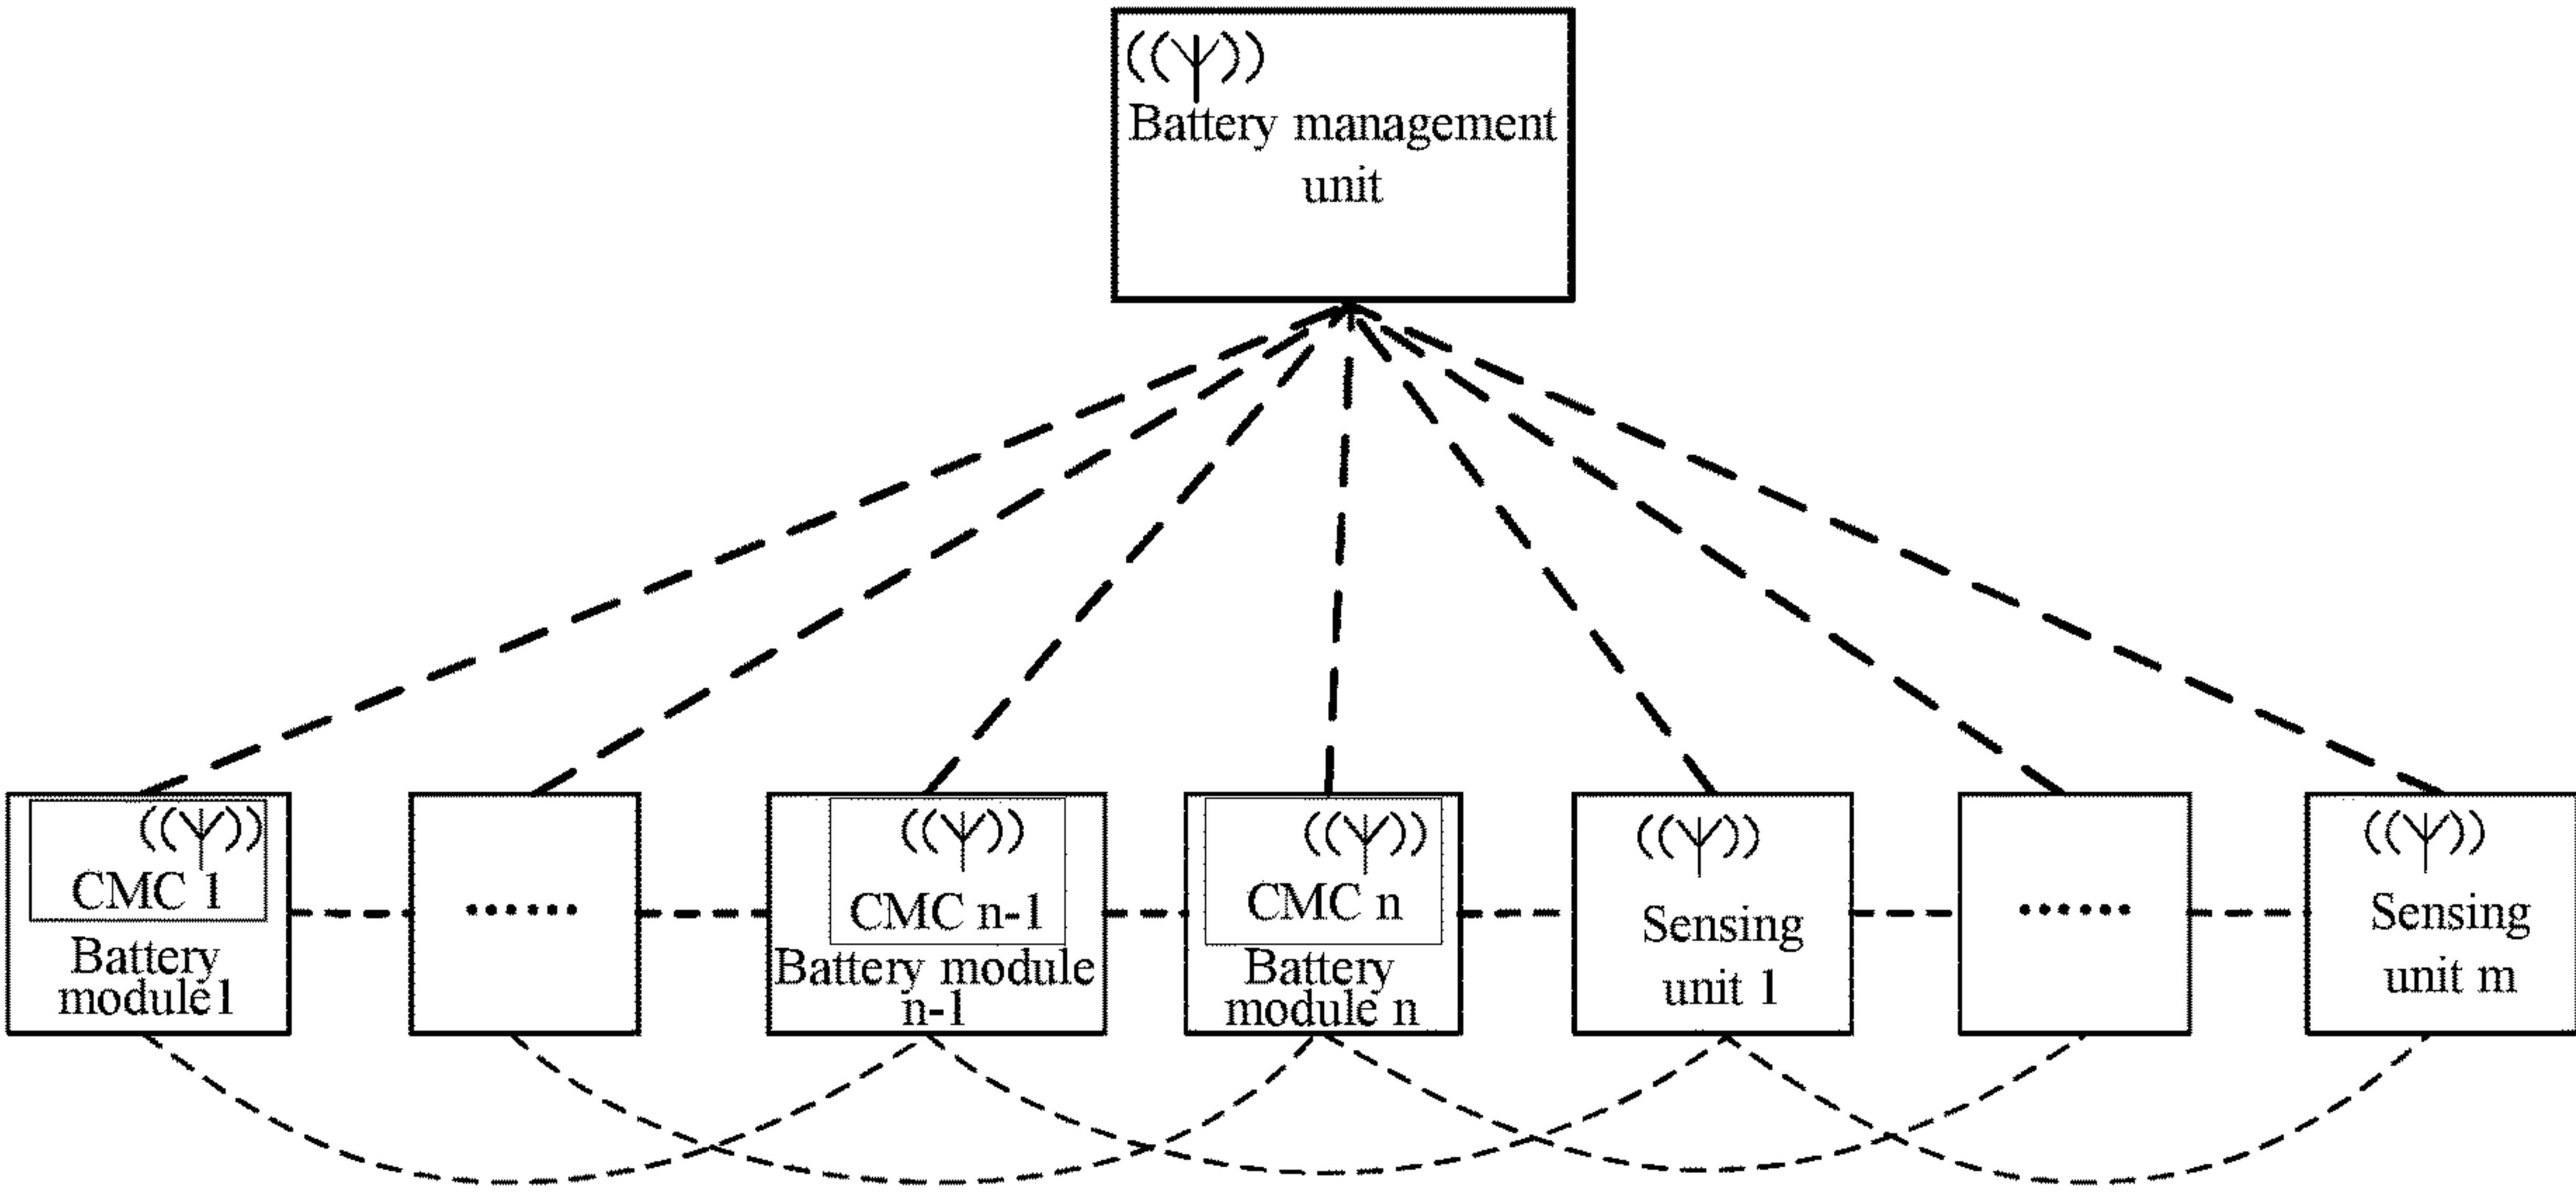 Battery management
unit
CMC 1
Battery
module1
......
CMC n-1
Battery module
n-1
CMC n
Battery
module n
Sensing
unit 1
......
Sensing
unit m